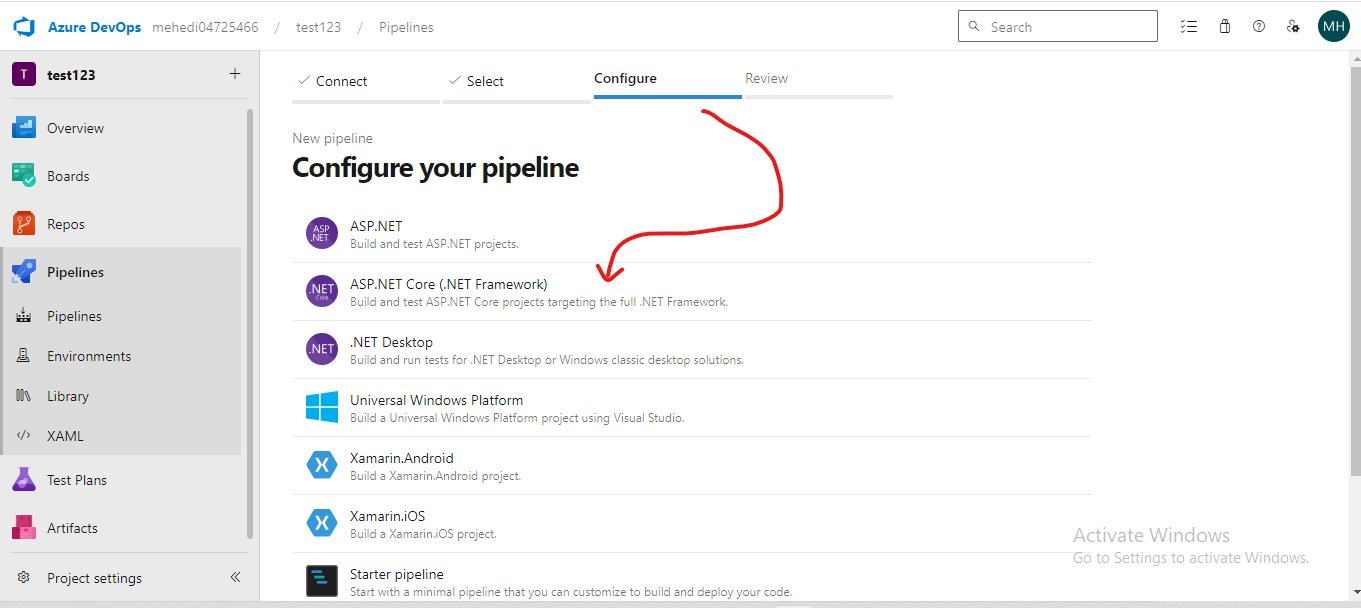 Azure DevOps mehedi04725466 / test123 / Pipelines Search MH
T test123 +
Connect Select Configure Review
Overview
Boards
Repos
Pipelines
Pipelines
Environments
Library
XAML
Test Plans
Artifacts
Project settings
New pipeline
Configure your pipeline
ASP .NET
ASP.NET
Build and test ASP.NET projects.
.NET Core
ASP.NET Core (.NET Framework)
Build and test ASP.NET Core projects targeting the full .NET Framework.
.NET
.NET Desktop
Build and run tests for .NET Desktop or Windows classic desktop solutions.
Universal Windows Platform
Build a Universal Windows Platform project using Visual Studio.
Xamarin.Android
Build a Xamarin.Android project.
Xamarin.iOS
Build a Xamarin.iOS project.
Starter pipeline
Start with a minimal pipeline that you can customize to build and deploy your code.
Activate Windows
Go to Settings to activate Windows.